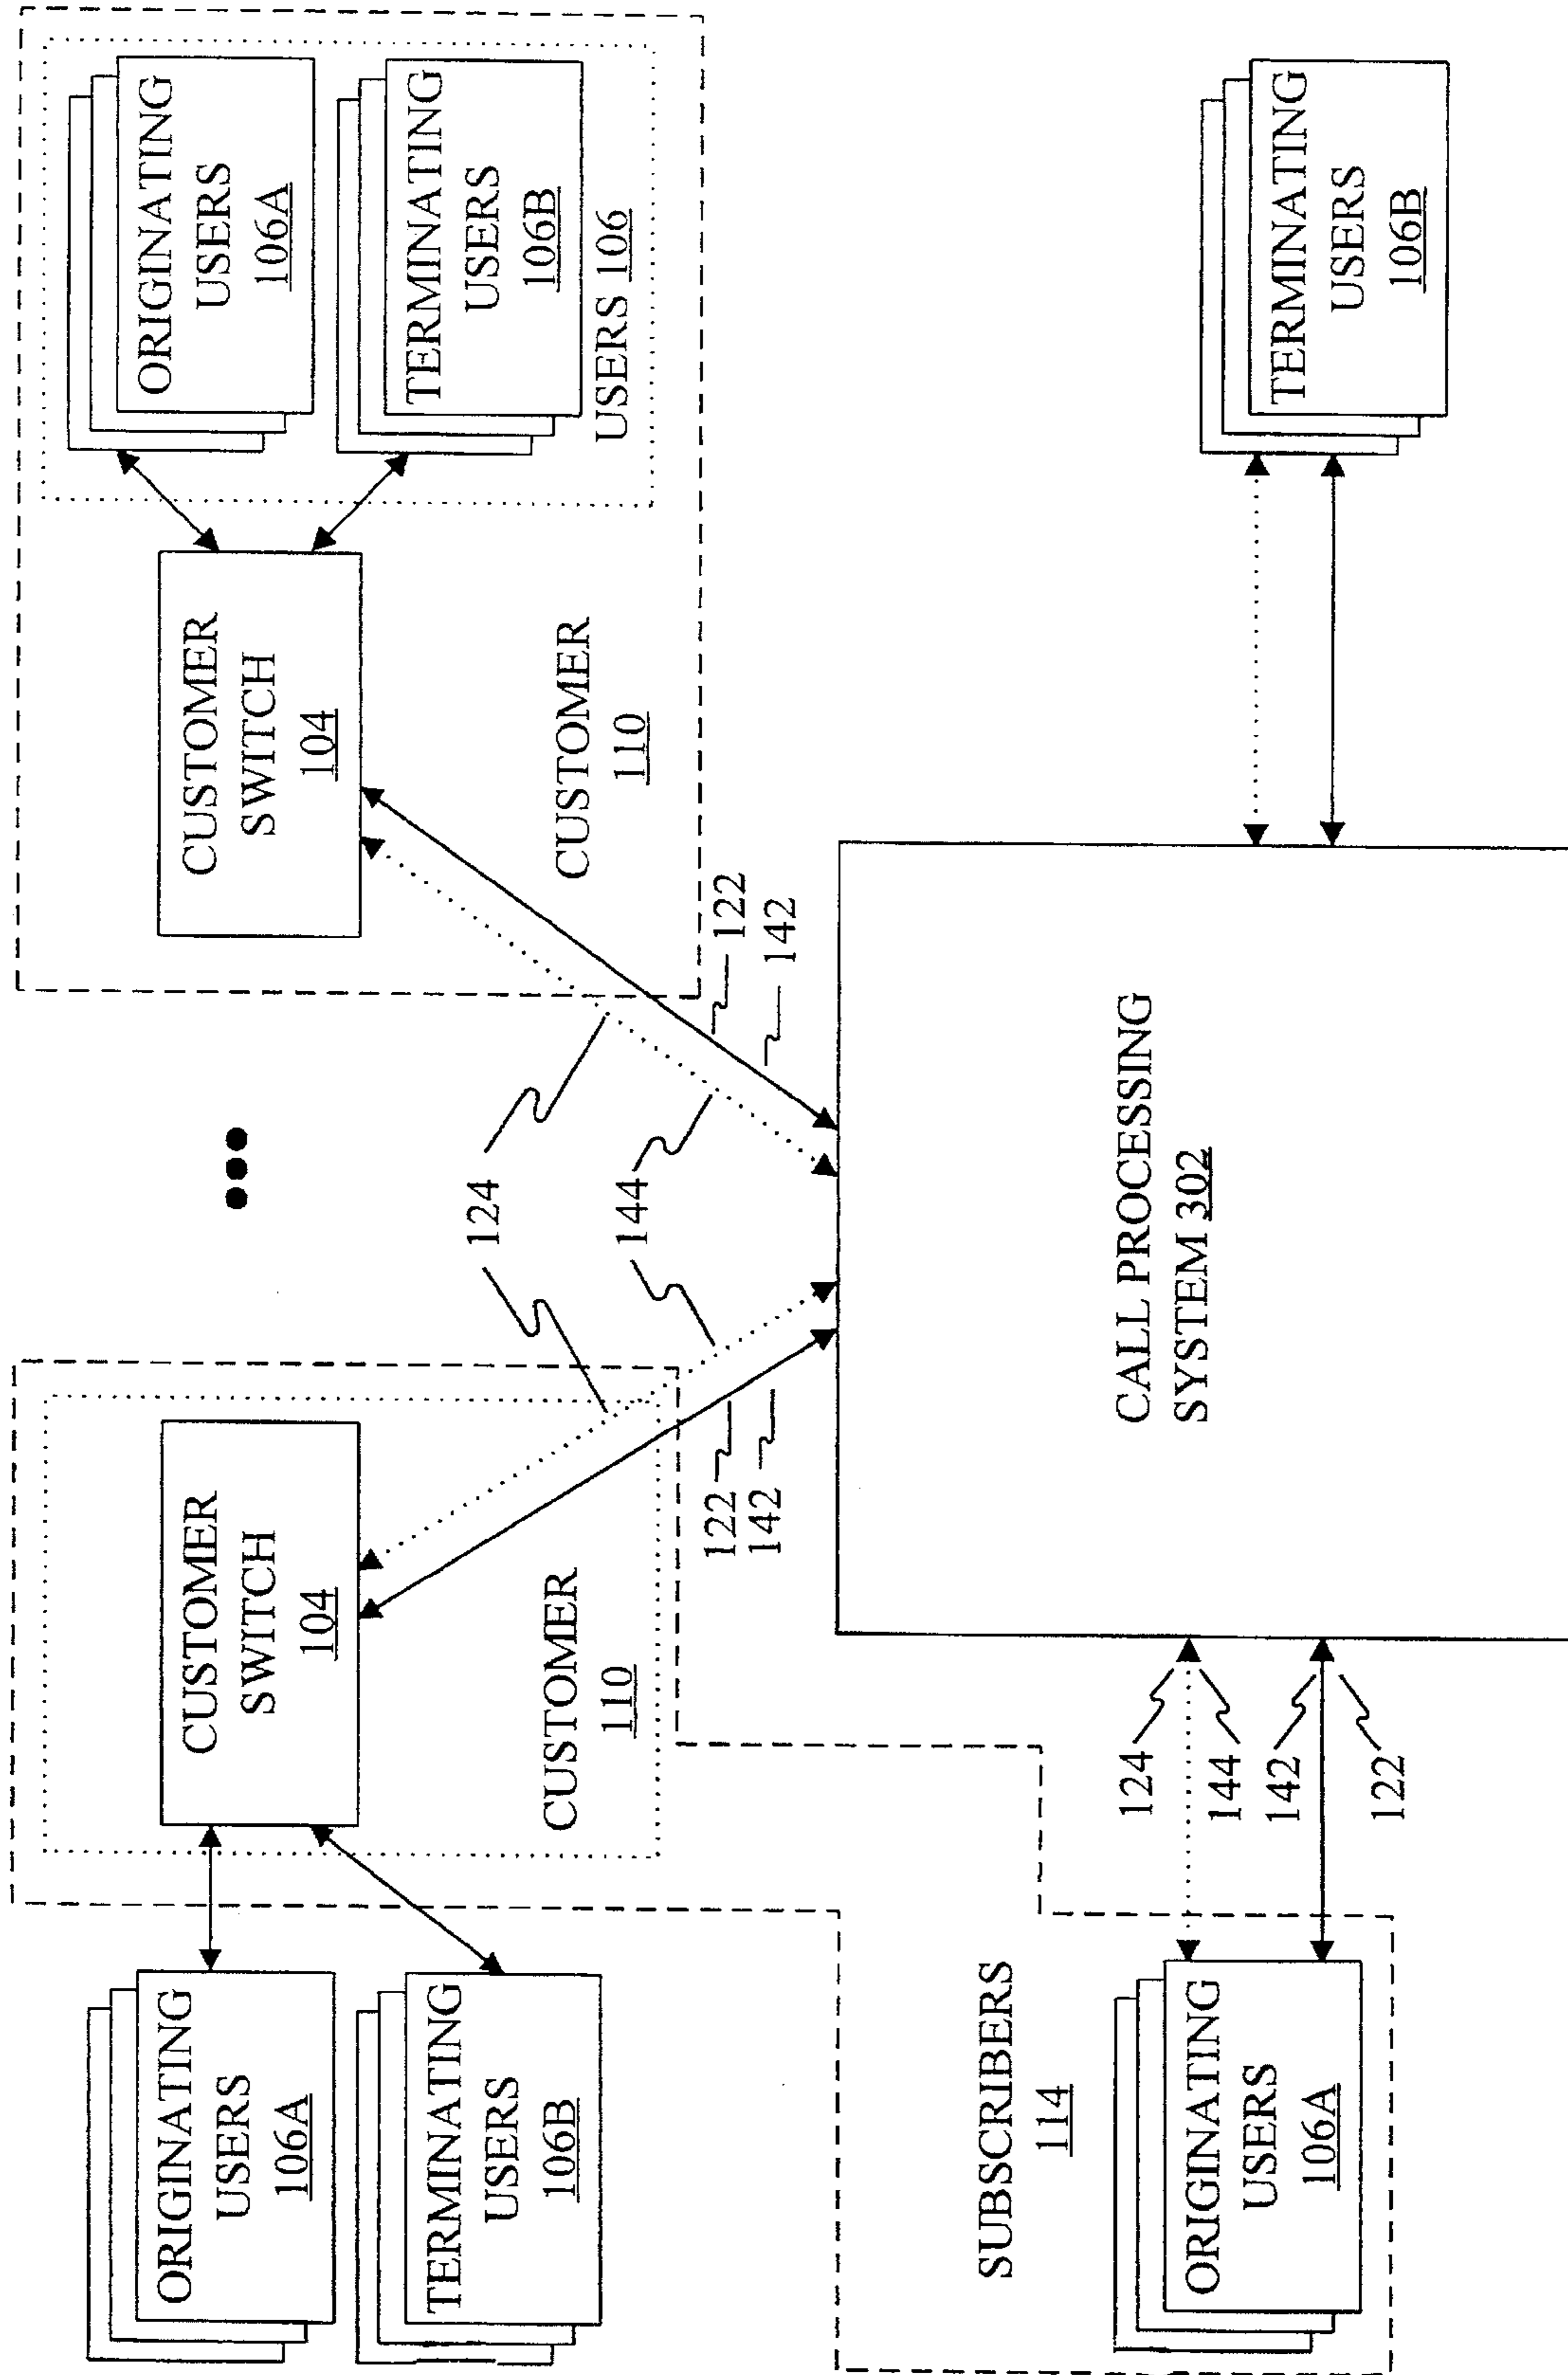 ORIGINATING
USERS
106A
TERMINATING
USERS
106B
CUSTOMER
SWITCH
104
CUSTOMER
110
•••
CUSTOMER
SWITCH
104
CUSTOMER
110
ORIGINATING
USERS
106A
TERMINATING
USERS
106B
USERS 106
124
144
122
142
122
142
SUBSCRIBERS
114
ORIGINATING
USERS
106A
124
144
142
122
CALL PROCESSING
SYSTEM 302
TERMINATING
USERS
106B